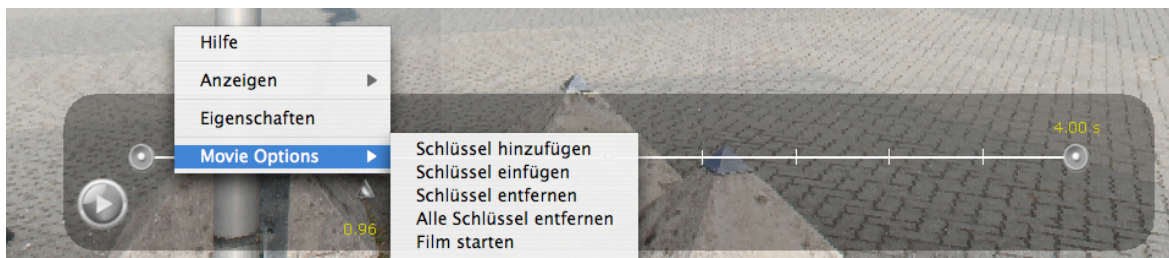 Hilfe
Anzeigen
Eigenschaften
Movie Options
Schlüssel hinzufügen
Schlüssel einfügen
Schlüssel entfernen
Alle Schlüssel entfernen
Film starten
4.00 s
0.96